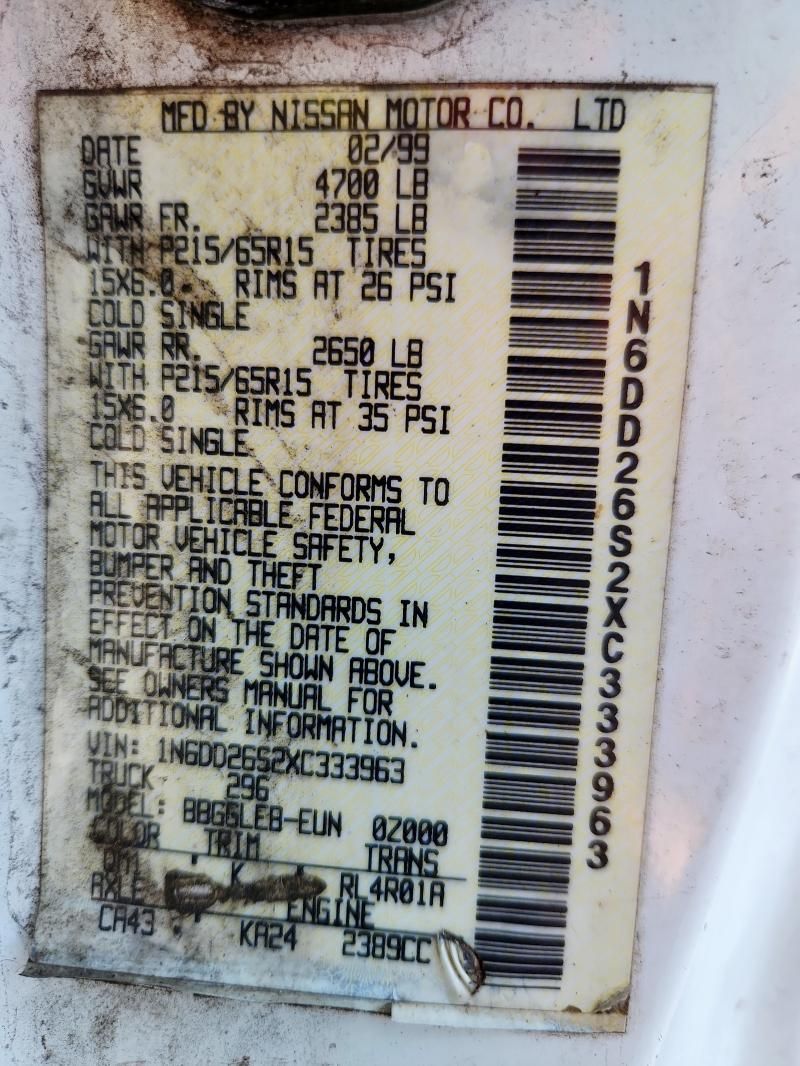 MFD BY NISSAN MOTOR CO. LTD
DATE 02/99
GVWR 4700 LB
GAWR FR. 2385 LB
WITH P215/65R15 TIRES
15X6.0 RIMS AT 26 PSI
COLD SINGLE
GAWR RR. 2650 LB
WITH P215/65R15 TIRES
15X6.0 RIMS AT 35 PSI
COLD SINGLE
THIS VEHICLE CONFORMS TO
ALL APPLICABLE FEDERAL
MOTOR VEHICLE SAFETY,
BUMPER AND THEFT
PREVENTION STANDARDS IN
EFFECT ON THE DATE OF
MANUFACTURE SHOWN ABOVE.
SEE OWNERS MANUAL FOR
ADDITIONAL INFORMATION.
VIN: 1N6DD26S2XC333963
TRUCK 296
MODEL: BBGGLEB-EUN 0Z000
COLOR TRIM TRANS
QM1 K RL4R01A
AXLE ENGINE
CA43 KA24 2389CC
1N6DD26S2XC333963